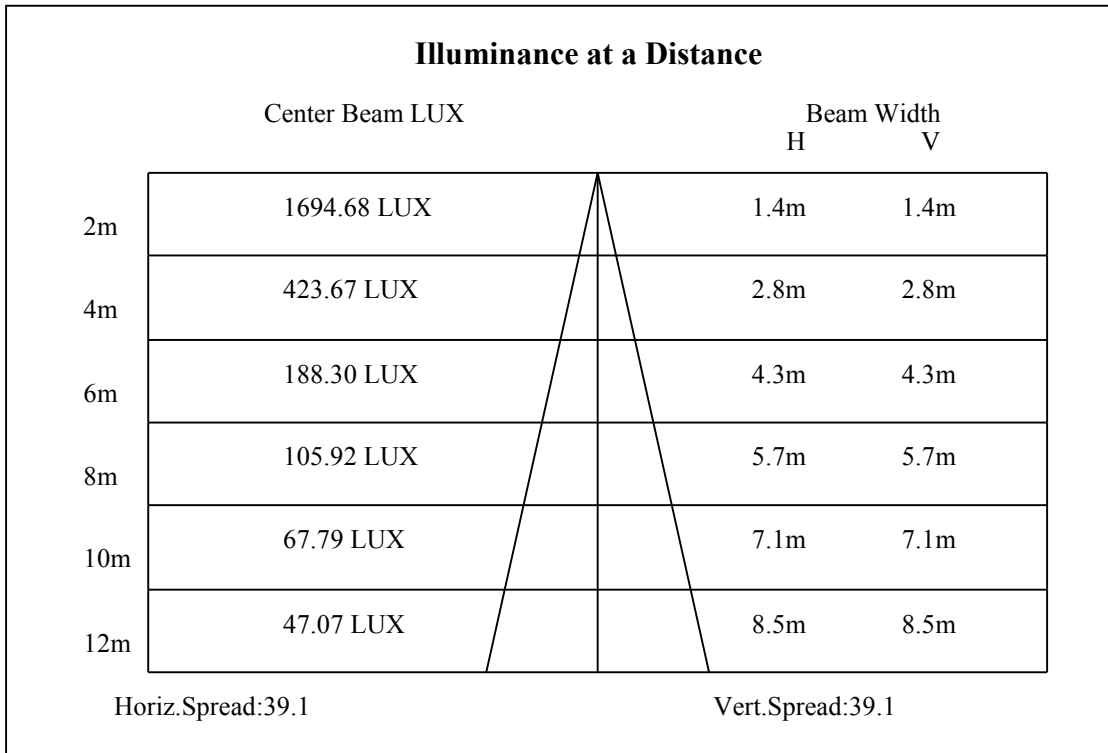 Illuminance at a Distance
Center Beam LUX Beam Width
H V
2m 1694.68 LUX 1.4m 1.4m
4m 423.67 LUX 2.8m 2.8m
6m 188.30 LUX 4.3m 4.3m
8m 105.92 LUX 5.7m 5.7m
10m 67.79 LUX 7.1m 7.1m
12m 47.07 LUX 8.5m 8.5m
Horiz.Spread:39.1 Vert.Spread:39.1